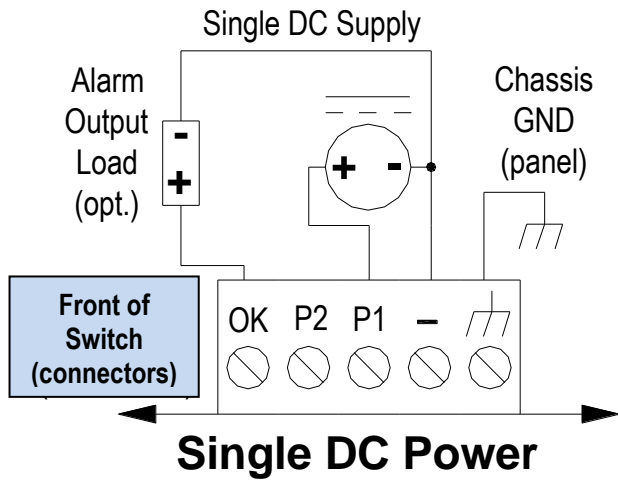 Single DC Supply
Alarm
Output
Load
(opt.)
-
+
+ -
Chassis
GND
(panel)
Front of
Switch
(connectors)
OK P2 P1 –
Single DC Power